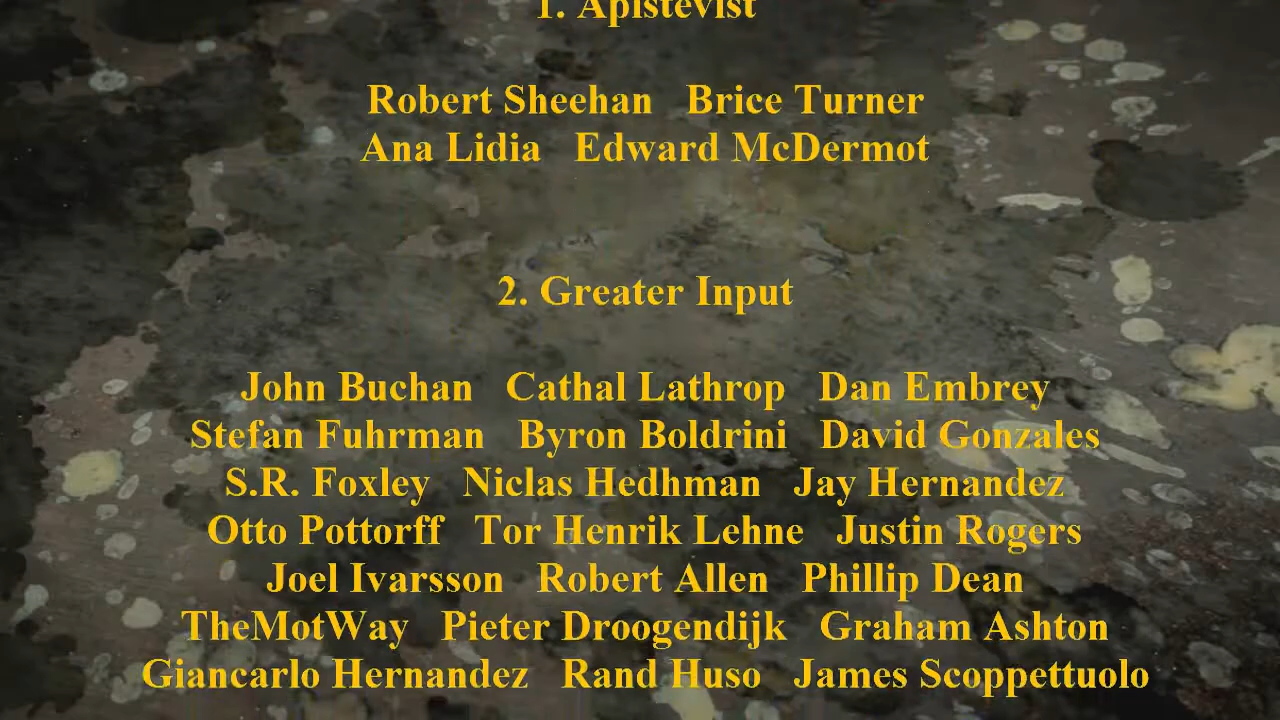 1. Apistevist
Robert Sheehan Brice Turner
Ana Lidia Edward McDermot
2. Greater Input
John Buchan Cathal Lathrop Dan Embrey
Stefan Fuhrman Byron Boldrini David Gonzales
S.R. Foxley Niclas Hedhman Jay Hernandez
Otto Pottorff Tor Henrik Lehne Justin Rogers
Joel Ivarsson Robert Allen Phillip Dean
TheMotWay Pieter Droogendijk Graham Ashton
Giancarlo Hernandez Rand Huso James Scoppettuolo